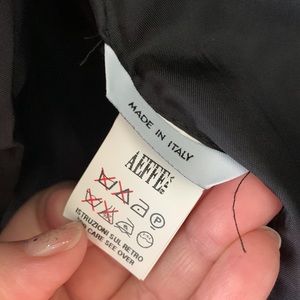 MADE IN ITALY
AEFFE
ISTRUZIONI SUL RETRO
CARE SEE OVER